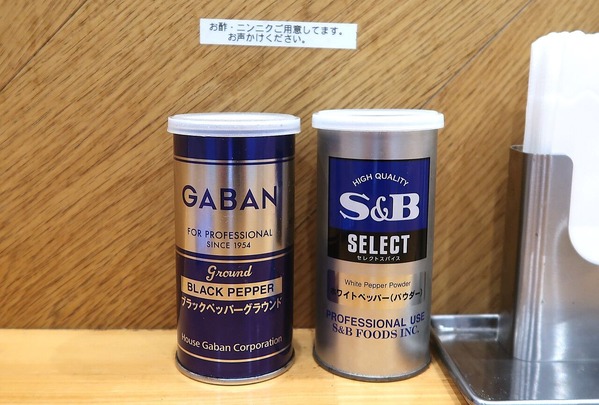 お酢・ニンニクご用意してます。
お声かけください。
GABAN
FOR PROFESSIONAL
SINCE 1954
Ground
BLACK PEPPER
ブラックペッパーグラウンド
House Gaban Corporation
HIGH QUALITY
S&B
SELECT
セレクトスパイス
White Pepper Powder
ホワイトペッパー(パウダー)
PROFESSIONAL USE
S&B FOODS INC.